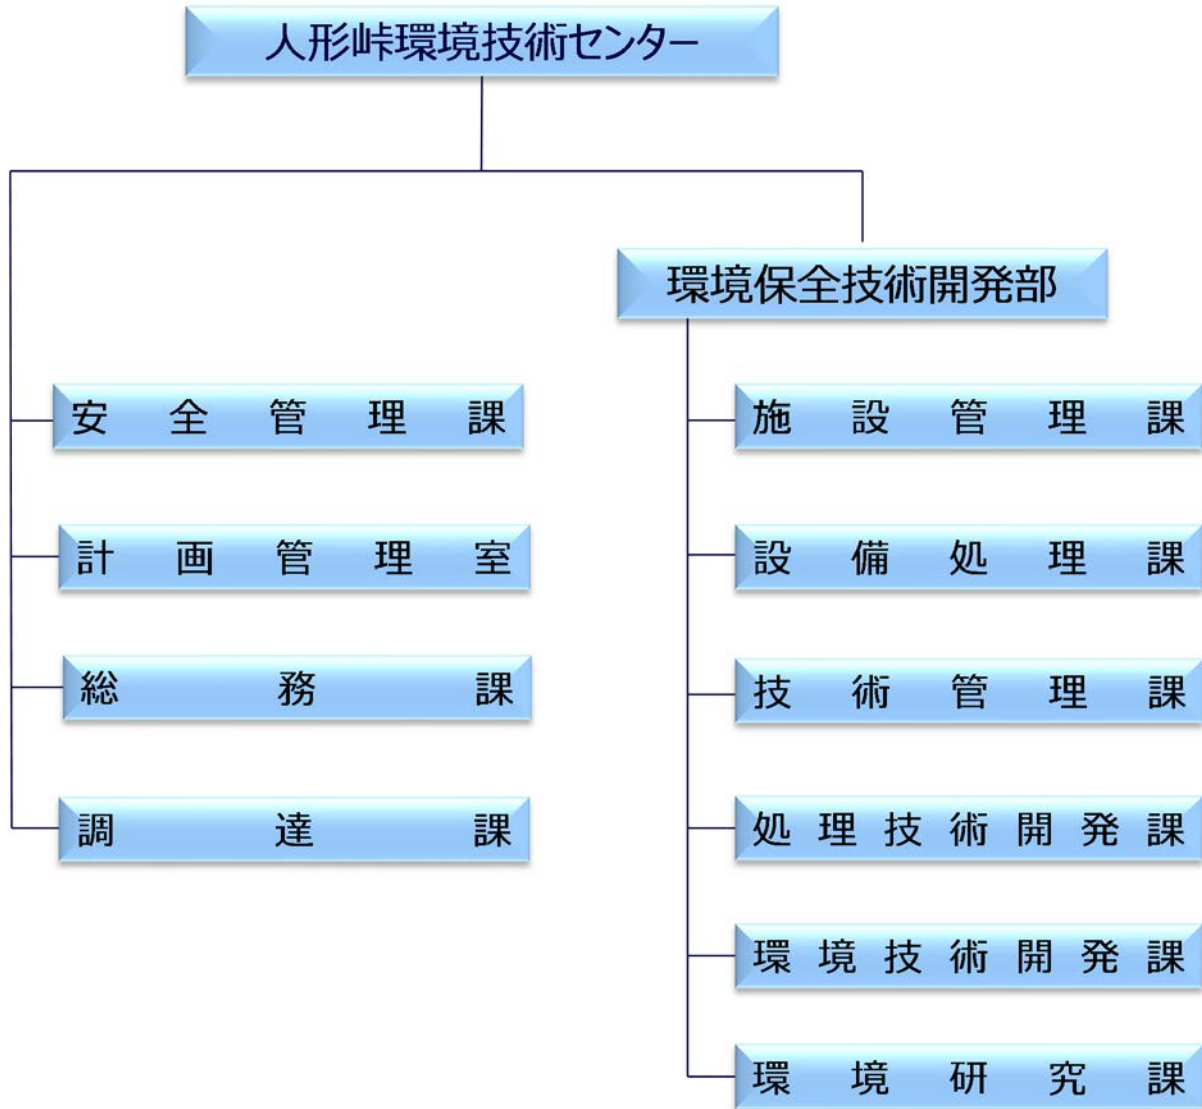 人形峠環境技術センター
環境保全技術開発部
安全管理課
計画管理室
総務課
調達課
施設管理課
設備処理課
技術管理課
処理技術開発課
環境技術開発課
環境研究課